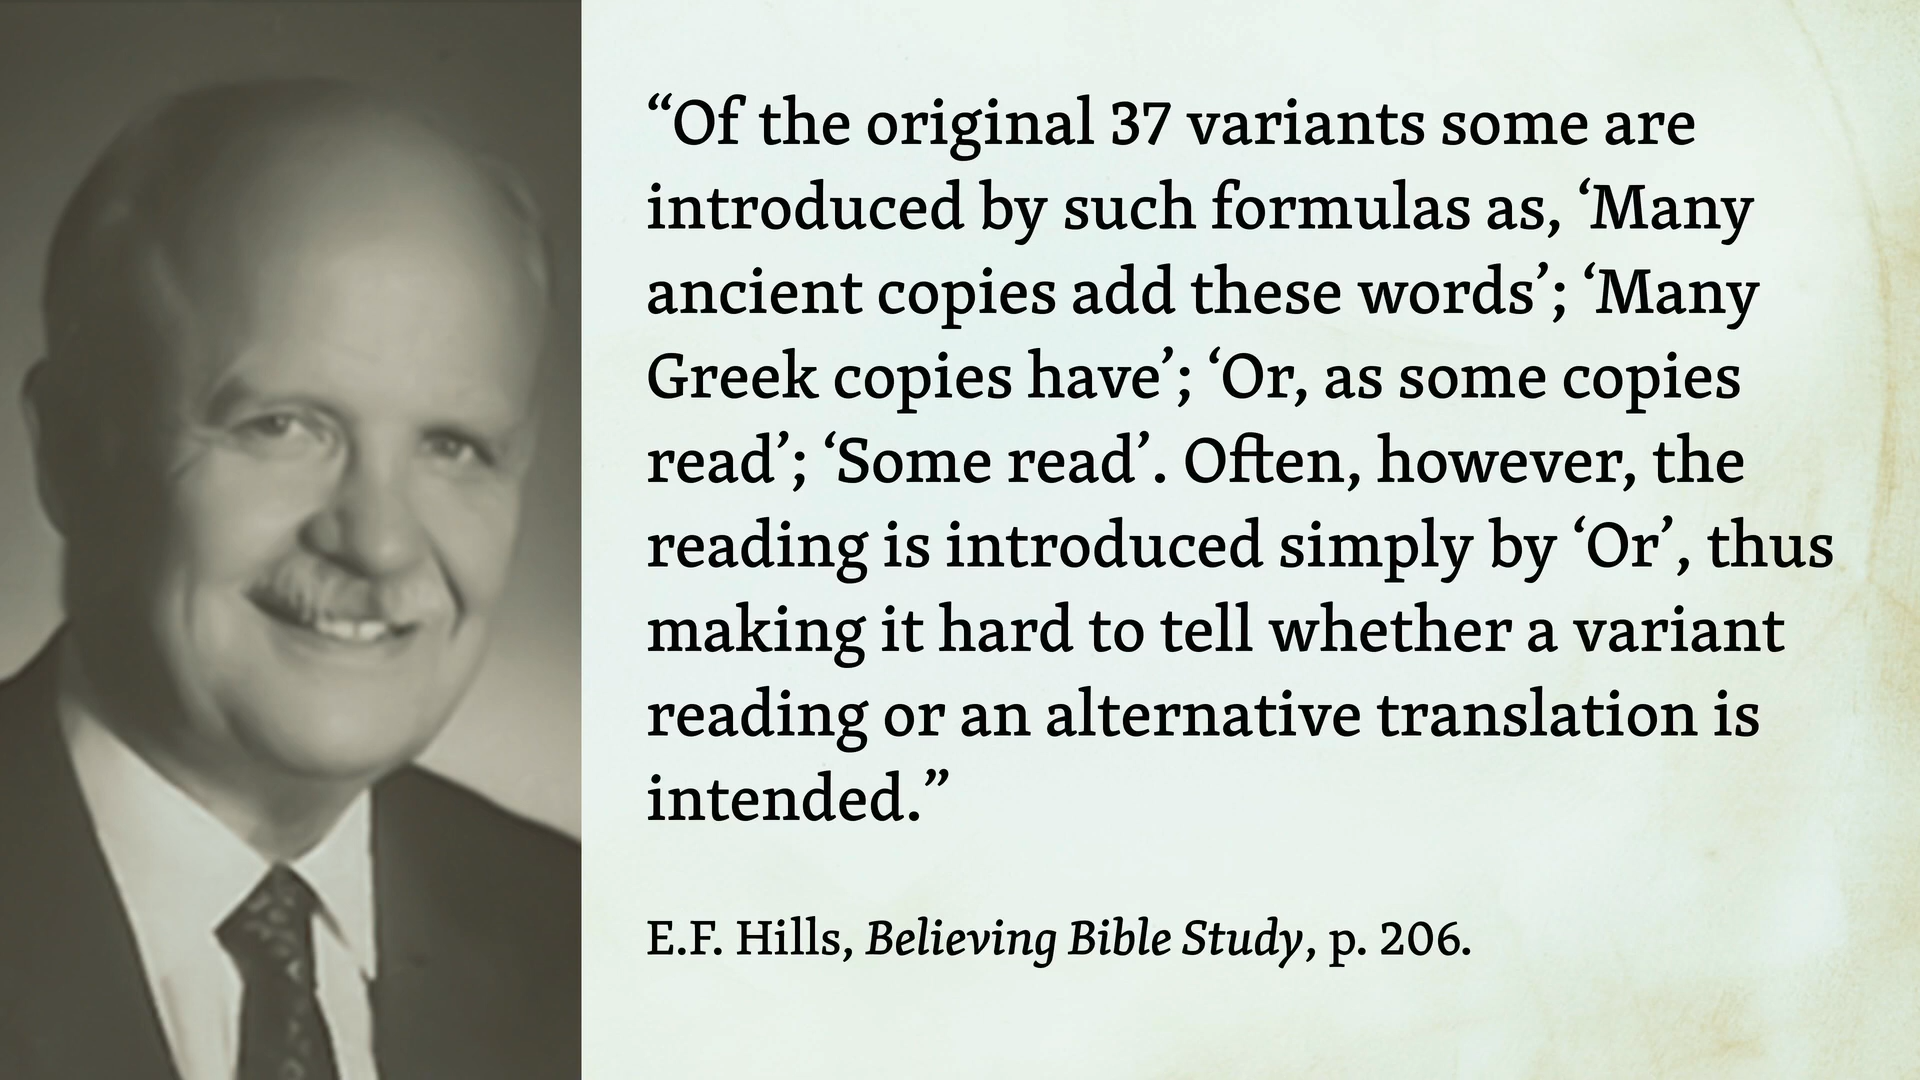 “Of the original 37 variants some are
introduced by such formulas as, ‘Many
ancient copies add these words’; ‘Many
Greek copies have’; ‘Or, as some copies
read’; ‘Some read’. Often, however, the
reading is introduced simply by ‘Or’, thus
making it hard to tell whether a variant
reading or an alternative translation is
intended.”
E.F. Hills, Believing Bible Study, p. 206.